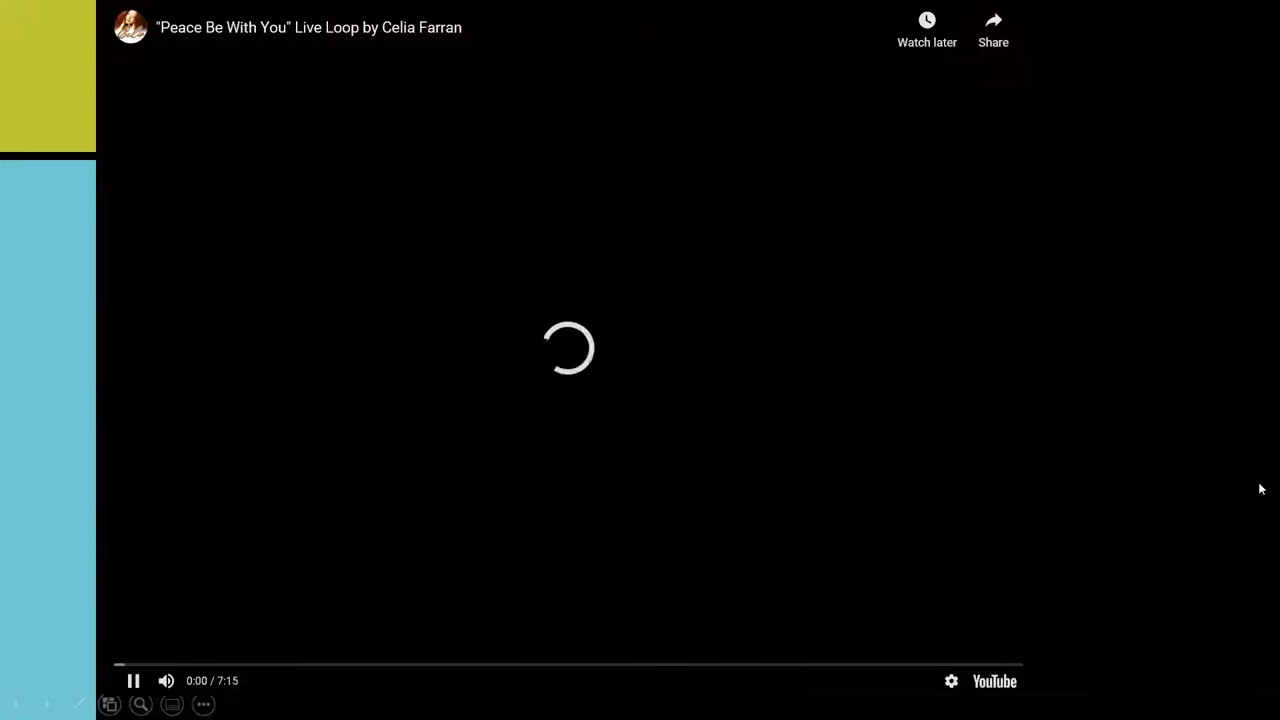 "Peace Be With You" Live Loop by Celia Farran
Watch later
Share
0:00 / 7:15
YouTube